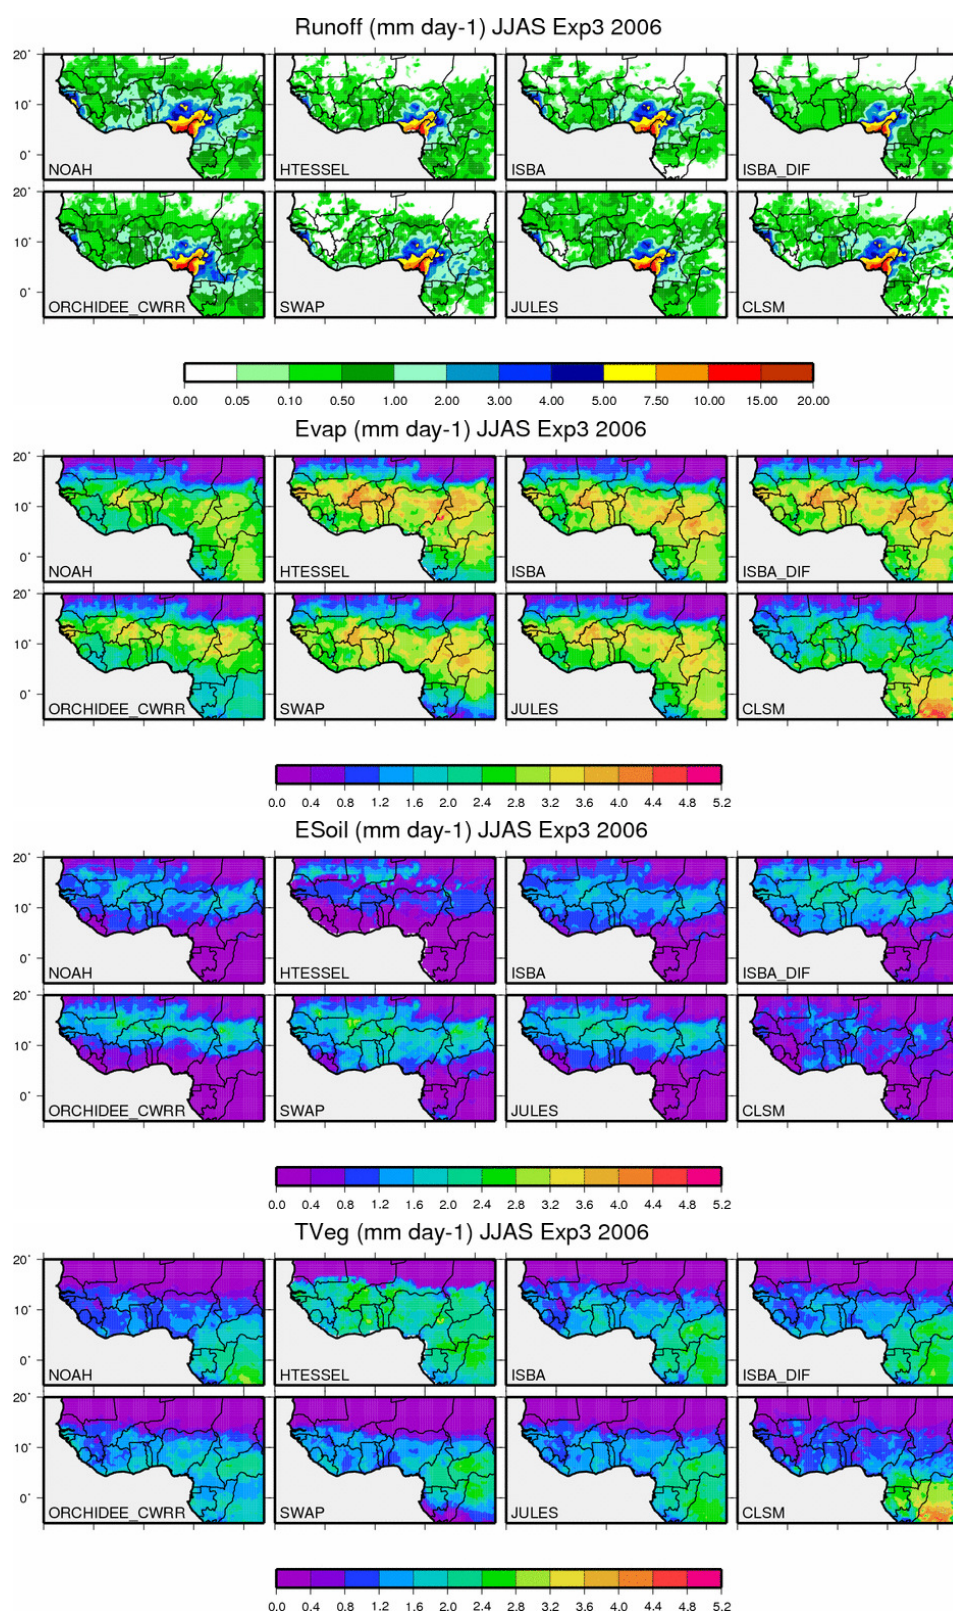 Runoff (mm day-1) JJAS Exp3 2006
20°
10°
0°
NOAH HTESSEL ISBA ISBA_DIF
20°
10°
0°
ORCHIDEE_CWRR SWAP JULES CLSM
0.00 0.05 0.10 0.50 1.00 2.00 3.00 4.00 5.00 7.50 10.00 15.00 20.00
Evap (mm day-1) JJAS Exp3 2006
20°
10°
0°
NOAH HTESSEL ISBA ISBA_DIF
20°
10°
0°
ORCHIDEE_CWRR SWAP JULES CLSM
0.0 0.4 0.8 1.2 1.6 2.0 2.4 2.8 3.2 3.6 4.0 4.4 4.8 5.2
ESoil (mm day-1) JJAS Exp3 2006
20°
10°
0°
NOAH HTESSEL ISBA ISBA_DIF
20°
10°
0°
ORCHIDEE_CWRR SWAP JULES CLSM
0.0 0.4 0.8 1.2 1.6 2.0 2.4 2.8 3.2 3.6 4.0 4.4 4.8 5.2
TVeg (mm day-1) JJAS Exp3 2006
20°
10°
0°
NOAH HTESSEL ISBA ISBA_DIF
20°
10°
0°
ORCHIDEE_CWRR SWAP JULES CLSM
0.0 0.4 0.8 1.2 1.6 2.0 2.4 2.8 3.2 3.6 4.0 4.4 4.8 5.2